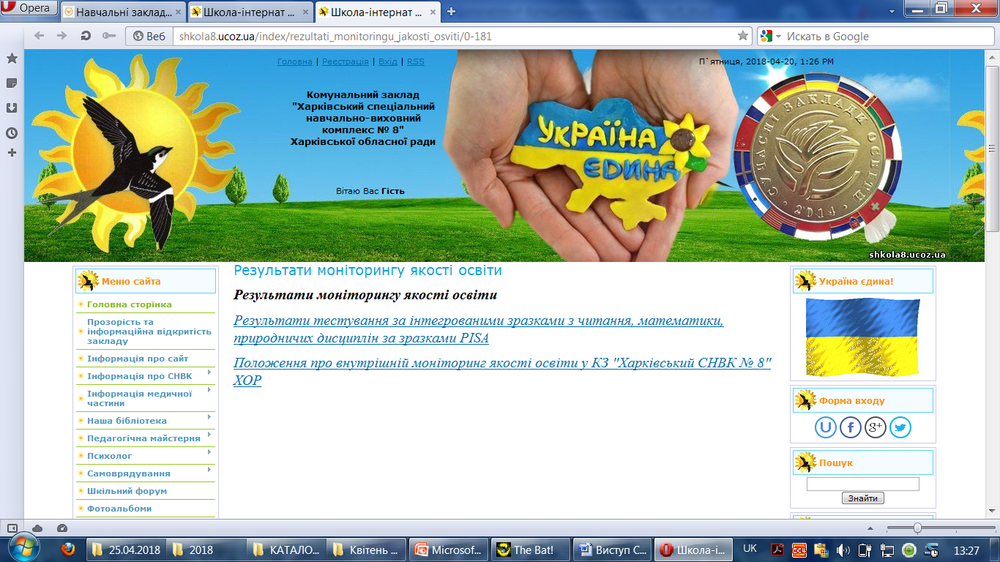 Opera
Навчальні заклад...
Школа-інтернат ...
Школа-інтернат ...
Веб
shkola8.ucoz.ua/index/rezultati_monitoringu_jakosti_osviti/0-181
Искать в Google
Головна | Реєстрація | Вхід | RSS
П`ятниця, 2018-04-20, 1:26 PM
Комунальний заклад
"Харківський спеціальний
навчально-виховний
комплекс № 8"
Харківської обласної ради
Вітаю Вас Гість
УКРАЇНА
ЄДИНА
СУЧАСНІ ЗАКЛАДИ ОСВІТИ
2014
shkola8.ucoz.ua
Меню сайта
Головна сторінка
Прозорість та
інформаційна відкритість
закладу
Інформація про сайт
Інформація про СНВК
Інформація медичної
частини
Наша бібліотека
Педагогічна майстерня
Психолог
Самоврядування
Шкільний форум
Фотоальбоми
Результати моніторингу якості освіти
Результати моніторингу якості освіти
Результати тестування за інтегрованими зразками з читання, математики,
природничих дисциплін за зразками PISA
Положення про внутрішній моніторинг якості освіти у КЗ "Харківський СНВК № 8"
ХОР
Україна єдина!
Форма входу
Пошук
Знайти
25.04.2018
2018
КАТАЛО...
Квітень ...
Microsof...
The Bat!
Виступ С...
Школа-і...
UK
13:27